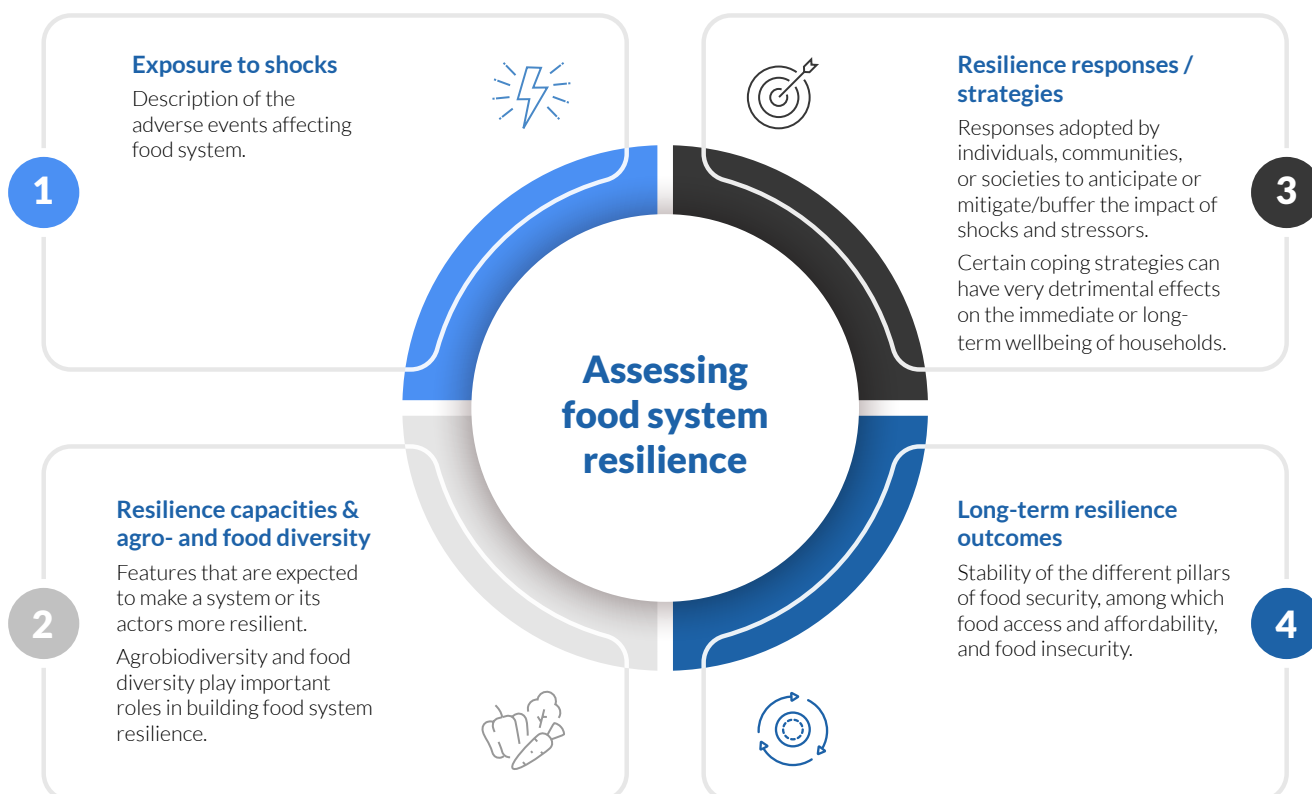 1
Exposure to shocks
Description of the
adverse events affecting
food system.
2
Resilience capacities &
agro- and food diversity
Features that are expected
to make a system or its
actors more resilient.
Agrobiodiversity and food
diversity play important
roles in building food system
resilience.
Assessing
food system
resilience
3
Resilience responses /
strategies
Responses adopted by
individuals, communities,
or societies to anticipate or
mitigate/buffer the impact of
shocks and stressors.
Certain coping strategies can
have very detrimental effects
on the immediate or long-
term wellbeing of households.
4
Long-term resilience
outcomes
Stability of the different pillars
of food security, among which
food access and affordability,
and food insecurity.